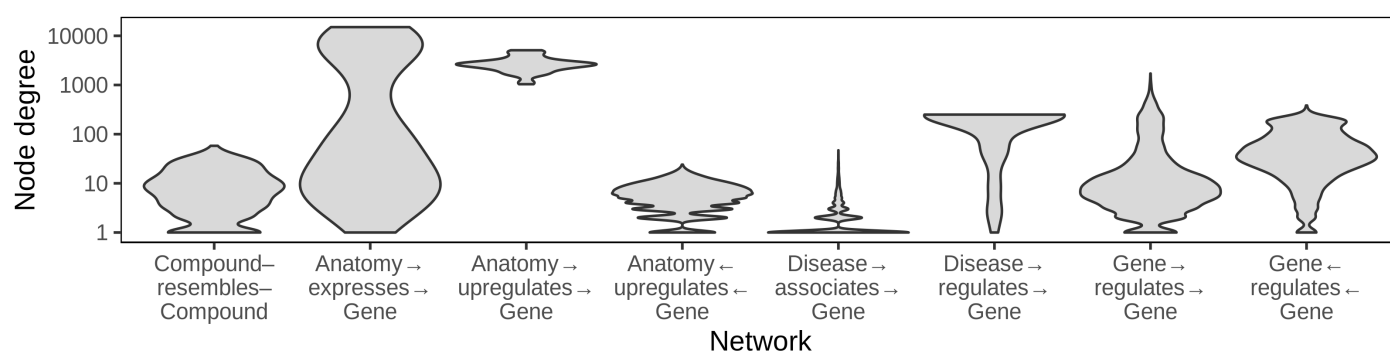 Node degree
10000
1000
100
10
1
Compound–
resembles–
Compound
Anatomy→
expresses→
Gene
Anatomy→
upregulates→
Gene
Anatomy←
upregulates←
Gene
Disease→
associates→
Gene
Disease→
regulates→
Gene
Gene→
regulates→
Gene
Gene←
regulates←
Gene
Network